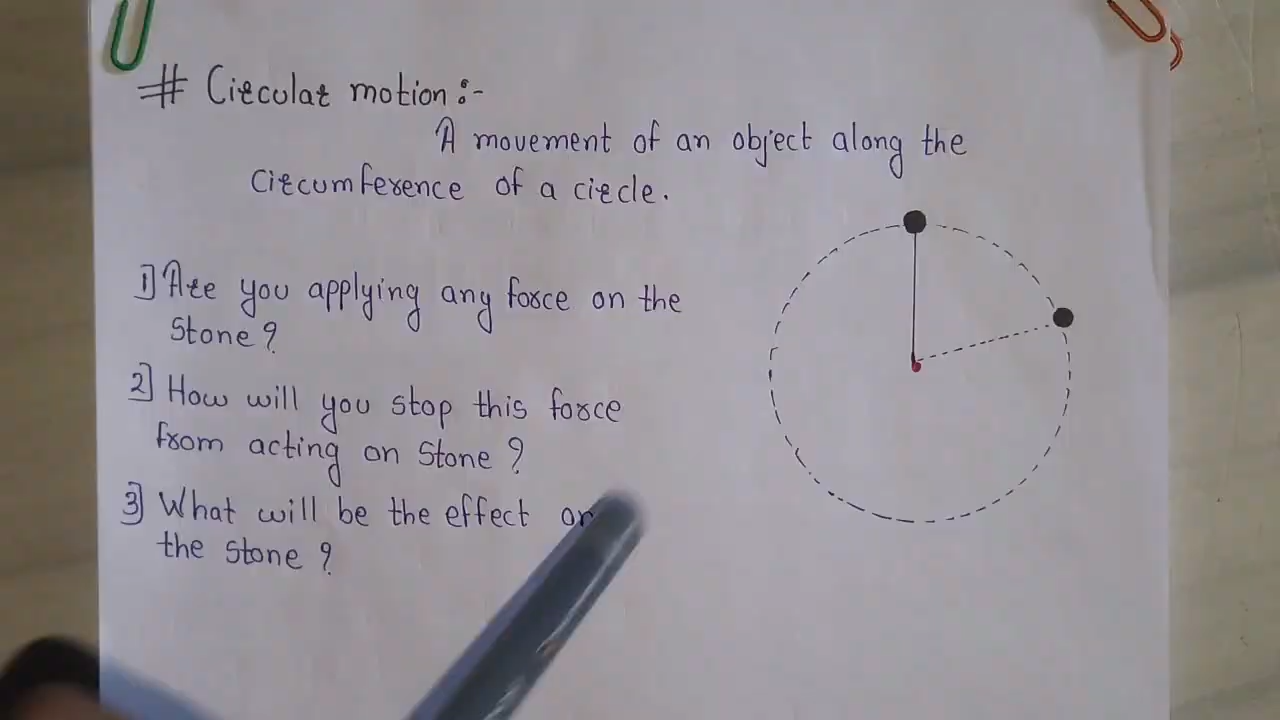 # Circular motion :-
A movement of an object along the
circumference of a circle.
1] Are you applying any force on the
Stone ?
2] How will you stop this force
from acting on Stone ?
3] What will be the effect on
the Stone ?